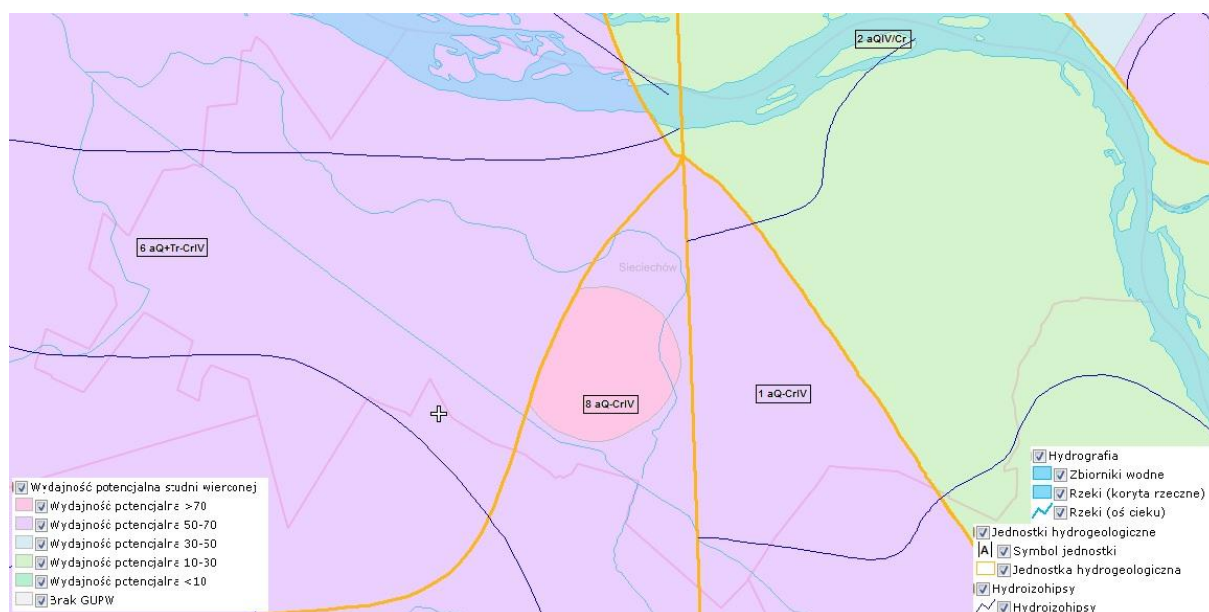 2 aQIV/Cr
6 aQ+Tr-CrIV
Sieciechów
8 aQ-CrIV
1 aQ-CrIV
Wydajność potencjalna studni wierconej
Wydajność potencjalna >70
Wydajność potencjalna 50-70
Wydajność potencjalna 30-50
Wydajność potencjalna 10-30
Wydajność potencjalna <10
Brak GUPW
Hydrografia
Zbiorniki wodne
Rzeki (koryta rzeczne)
Rzeki (oś cieku)
Jednostki hydrogeologiczne
A Symbol jednostki
Jednostka hydrogeologiczna
Hydroizohipsy
Hydroizohipsy